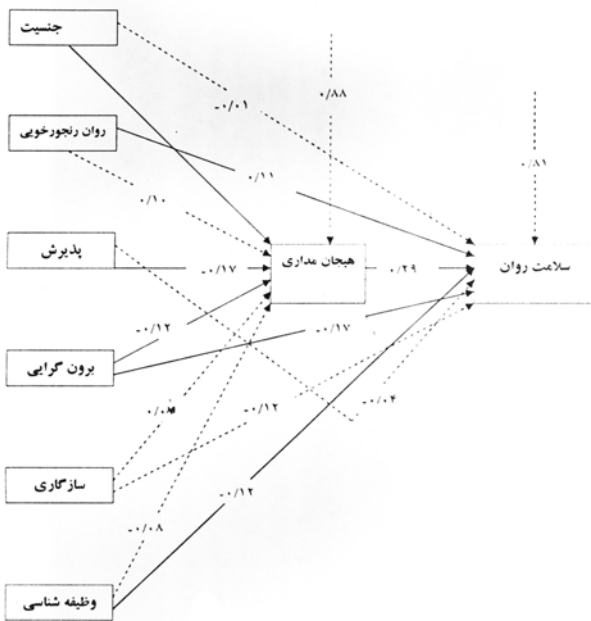 جنسیت
۰/۸۸
-۰/۰۱
روان رنجورخویی
۰/۸۱
۰/۱۱
۰/۱۰
پذیرش
هیجان مداری
سلامت روان
-۰/۱۷
۰/۲۹
-۰/۱۲
-۰/۱۷
برون گرایی
-۰/۱۲
-۰/۰۴
سازگاری
-۰/۱۲
-۰/۰۸
وظیفه شناسی